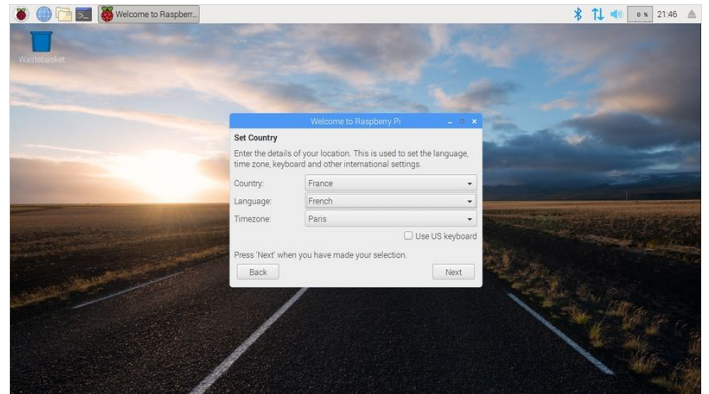 Welcome to Raspberr...
0 %
21:46
Wastebasket
Welcome to Raspberry Pi
Set Country
Enter the details of your location. This is used to set the language,
time zone, keyboard and other international settings.
Country: France
Language: French
Timezone: Paris
Use US keyboard
Press 'Next' when you have made your selection.
Back Next